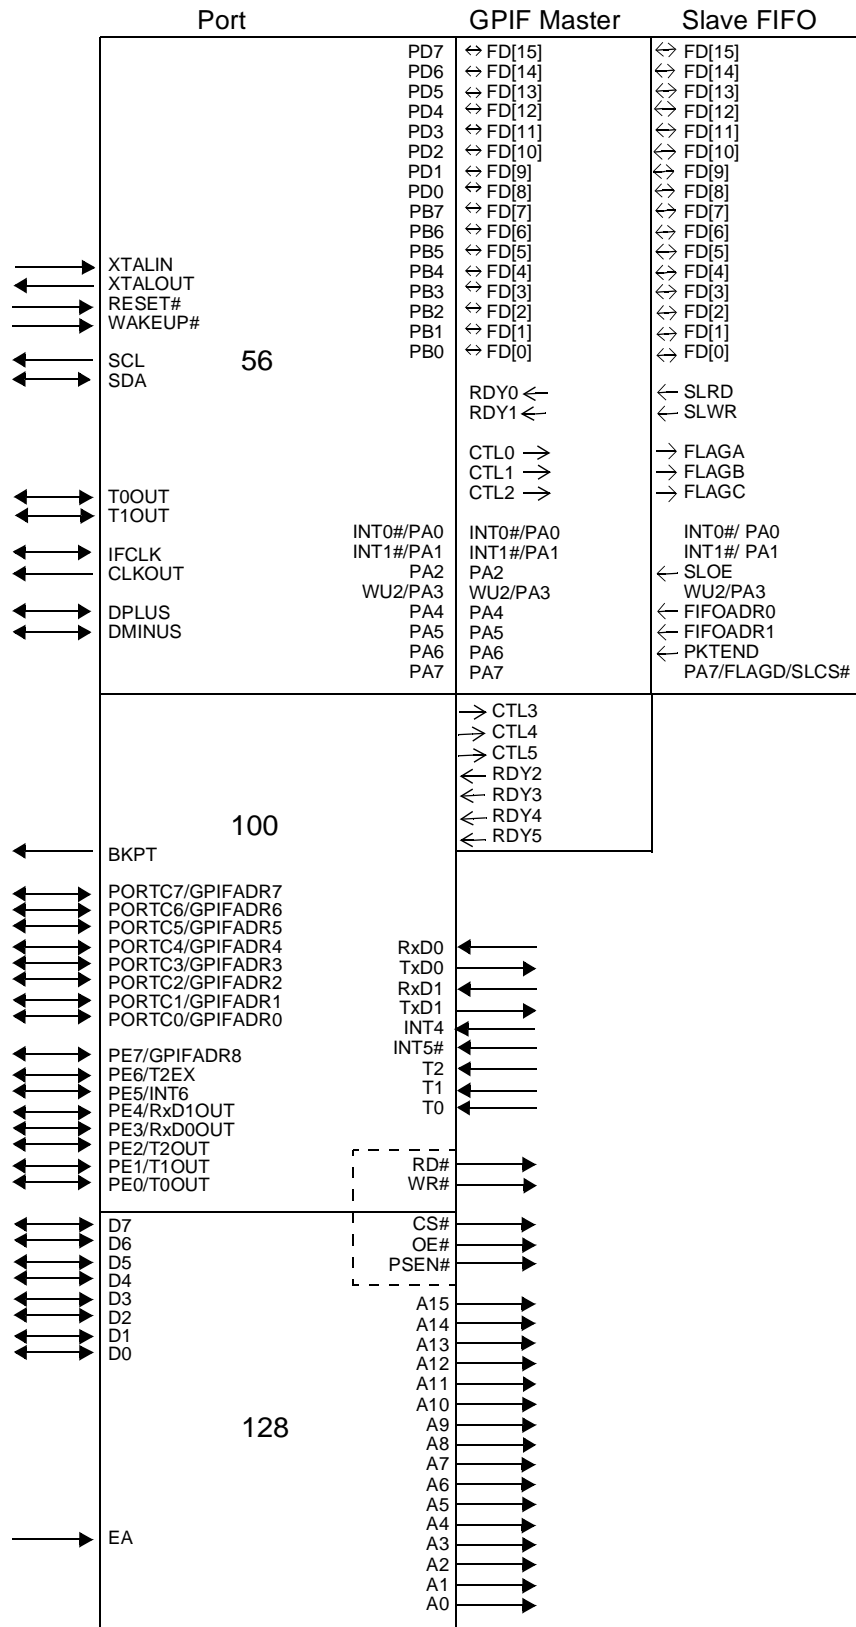 Port GPIF Master Slave FIFO
PD7 FD[15] FD[15]
PD6 FD[14] FD[14]
PD5 FD[13] FD[13]
PD4 FD[12] FD[12]
PD3 FD[11] FD[11]
PD2 FD[10] FD[10]
PD1 FD[9] FD[9]
PD0 FD[8] FD[8]
PB7 FD[7] FD[7]
PB6 FD[6] FD[6]
PB5 FD[5] FD[5]
XTALIN PB4 FD[4] FD[4]
XTALOUT PB3 FD[3] FD[3]
RESET# PB2 FD[2] FD[2]
WAKEUP# PB1 FD[1] FD[1]
SCL 56 PB0 FD[0] FD[0]
SDA
RDY0 SLRD
RDY1 SLWR
CTL0 FLAGA
CTL1 FLAGB
T0OUT CTL2 FLAGC
T1OUT
INT0#/PA0 INT0#/PA0 INT0#/ PA0
IFCLK INT1#/PA1 INT1#/PA1 INT1#/ PA1
CLKOUT PA2 PA2 SLOE
WU2/PA3 WU2/PA3 WU2/PA3
DPLUS PA4 PA4 FIFOADR0
DMINUS PA5 PA5 FIFOADR1
PA6 PA6 PKTEND
PA7 PA7 PA7/FLAGD/SLCS#
CTL3
CTL4
CTL5
RDY2
RDY3
100 RDY4
RDY5
BKPT
PORTC7/GPIFADR7
PORTC6/GPIFADR6
PORTC5/GPIFADR5
PORTC4/GPIFADR4 RxD0
PORTC3/GPIFADR3 TxD0
PORTC2/GPIFADR2 RxD1
PORTC1/GPIFADR1 TxD1
PORTC0/GPIFADR0 INT4
INT5#
PE7/GPIFADR8 T2
PE6/T2EX T1
PE5/INT6 T0
PE4/RxD1OUT
PE3/RxD0OUT
PE2/T2OUT
PE1/T1OUT RD#
PE0/T0OUT WR#
D7 CS#
D6 OE#
D5 PSEN#
D4
D3 A15
D2 A14
D1 A13
D0 A12
A11
A10
128 A9
A8
A7
A6
A5
A4
EA A3
A2
A1
A0